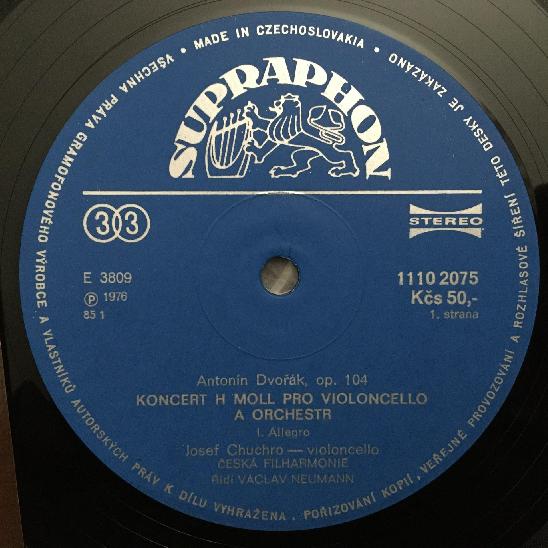 VŠECHNA PRÁVA GRAMOFONOVÉHO VÝROBCE A VLASTNÍKŮ AUTORSKÝCH PRÁV K DÍLU VYHRAŽENA. POŘIZOVÁNÍ KOPIÍ, VEŘEJNÉ PROVOZOVÁNÍ A ROZHLASOVÉ ŠÍŘENÍ TÉTO DESKY JE ZAKÁZÁNO
• MADE IN CZECHOSLOVAKIA •
SUPRAPHON
33
STEREO
E 3809
1110 2075
Ⓟ 1976
Kčs 50,-
85 1
1. strana
Antonín Dvořák, op. 104
KONCERT H MOLL PRO VIOLONCELLO
A ORCHESTR
I. Allegro
Josef Chuchro — violoncello
ČESKÁ FILHARMONIE
Řídí VÁCLAV NEUMANN